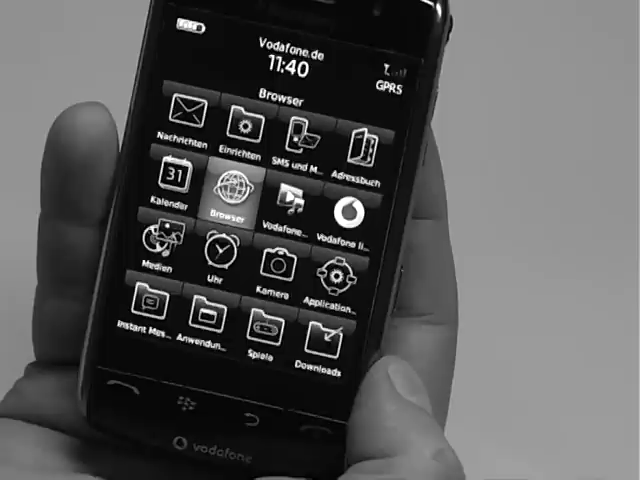 Vodafone.de
11:40
GPRS
Browser
Nachrichten Einrichten SMS und M... Adressbuch
31
Kalender Browser Vodafone... Vodafone li...
Medien Uhr Kamera Application...
Instant Mes... Anwendun... Spiele Downloads
vodafone